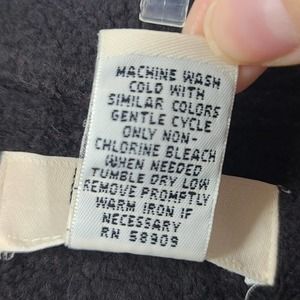 MACHINE WASH
COLD WITH
SIMILAR COLORS
GENTLE CYCLE
ONLY NON-
CHLORINE BLEACH
WHEN NEEDED
TUMBLE DRY LOW
REMOVE PROMPTLY
WARM IRON IF
NECESSARY
RN 58909